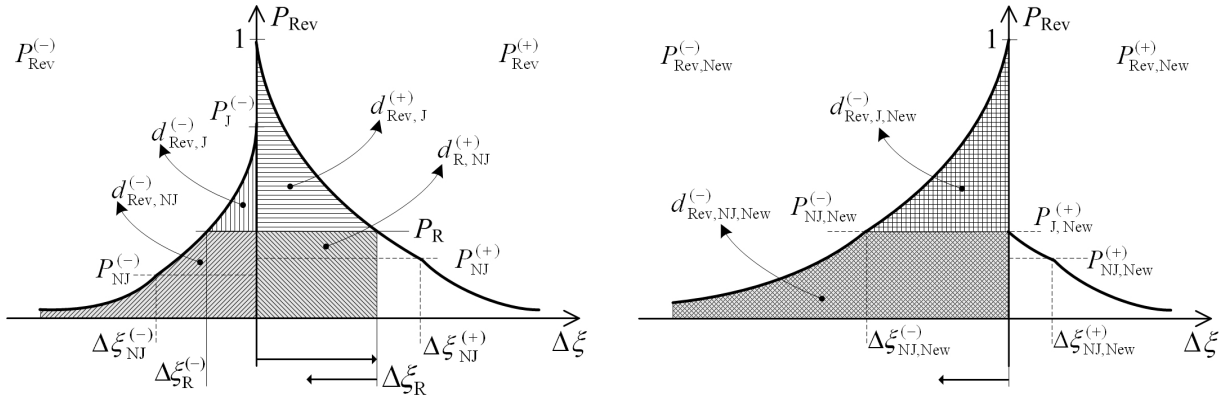 P_Rev
1
P_Rev^(-)
P_Rev^(+)
P_J^(-)
d_Rev, J^(-)
d_Rev, J^(+)
d_R, NJ^(+)
d_Rev, NJ^(-)
P_R
P_NJ^(-)
P_NJ^(+)
Δξ_NJ^(-)
Δξ_R^(-)
Δξ_R
Δξ_NJ^(+)
Δξ
P_Rev
1
P_Rev,New^(-)
P_Rev,New^(+)
d_Rev,J,New^(-)
d_Rev,NJ,New^(-)
P_NJ,New^(-)
P_J,New^(+)
P_NJ,New^(+)
Δξ_NJ,New^(-)
Δξ_NJ,New^(+)
Δξ